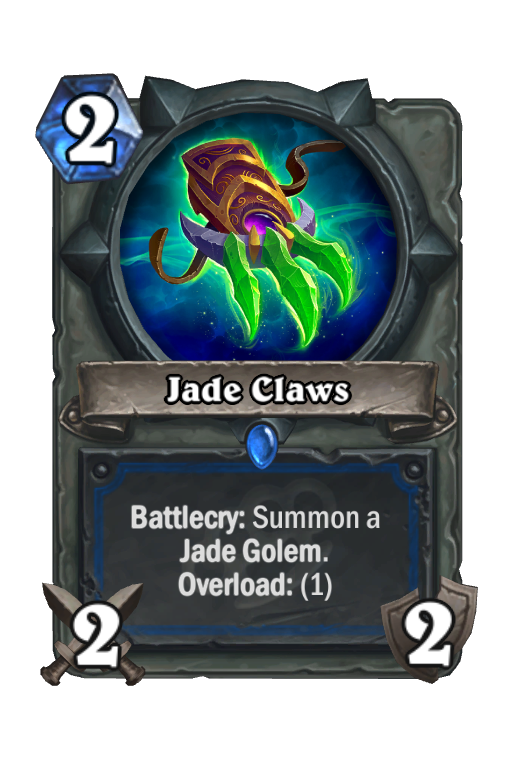 2
Jade Claws
Battlecry: Summon a
Jade Golem.
Overload: (1)
2 2